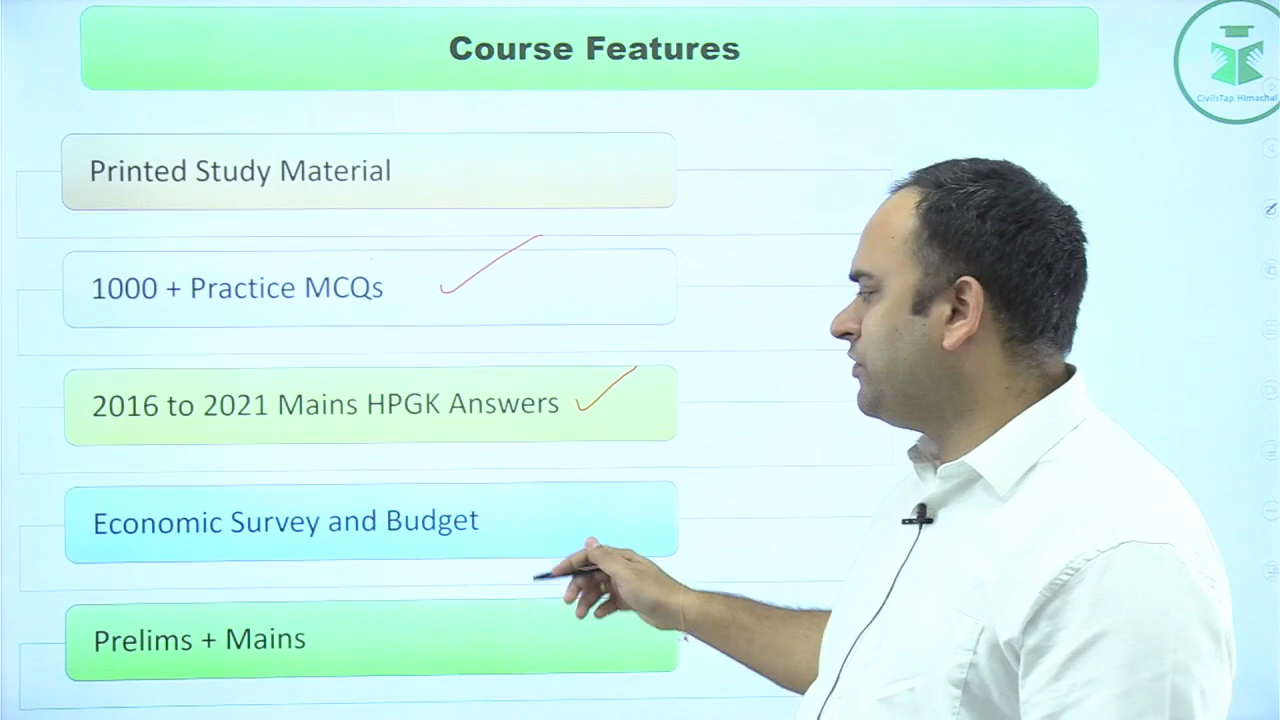 Course Features
CivilsTap Himachal
Printed Study Material
1000 + Practice MCQs
2016 to 2021 Mains HPGK Answers
Economic Survey and Budget
Prelims + Mains